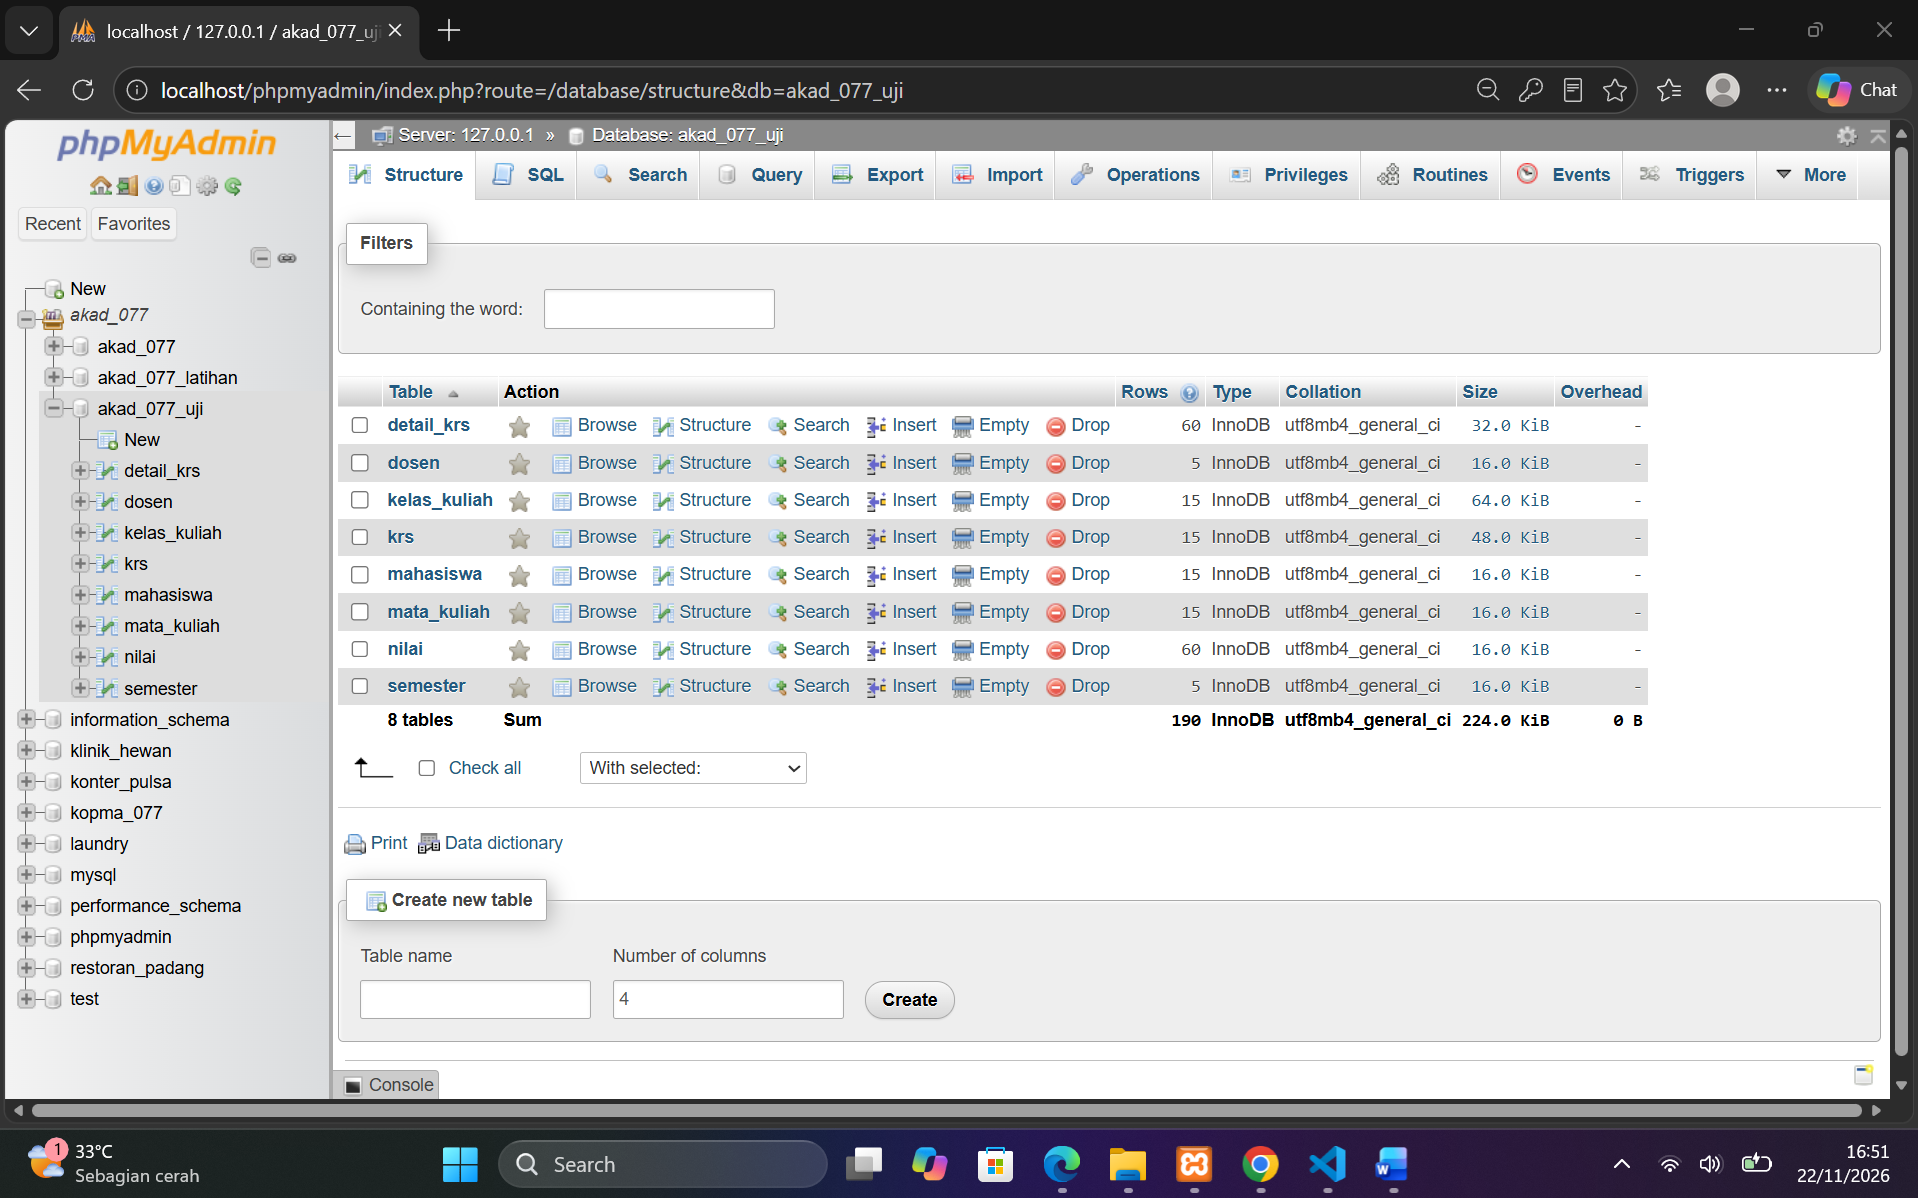 localhost / 127.0.0.1 / akad_077_uji
localhost/phpmyadmin/index.php?route=/database/structure&db=akad_077_uji
Chat
phpMyAdmin
Recent Favorites
New
akad_077
akad_077
akad_077_latihan
akad_077_uji
New
detail_krs
dosen
kelas_kuliah
krs
mahasiswa
mata_kuliah
nilai
semester
information_schema
klinik_hewan
konter_pulsa
kopma_077
laundry
mysql
performance_schema
phpmyadmin
restoran_padang
test
Server: 127.0.0.1 » Database: akad_077_uji
Structure SQL Search Query Export Import Operations Privileges Routines Events Triggers More
Filters
Containing the word:
Table Action Rows Type Collation Size Overhead
detail_krs Browse Structure Search Insert Empty Drop 60 InnoDB utf8mb4_general_ci 32.0 KiB -
dosen Browse Structure Search Insert Empty Drop 5 InnoDB utf8mb4_general_ci 16.0 KiB -
kelas_kuliah Browse Structure Search Insert Empty Drop 15 InnoDB utf8mb4_general_ci 64.0 KiB -
krs Browse Structure Search Insert Empty Drop 15 InnoDB utf8mb4_general_ci 48.0 KiB -
mahasiswa Browse Structure Search Insert Empty Drop 15 InnoDB utf8mb4_general_ci 16.0 KiB -
mata_kuliah Browse Structure Search Insert Empty Drop 15 InnoDB utf8mb4_general_ci 16.0 KiB -
nilai Browse Structure Search Insert Empty Drop 60 InnoDB utf8mb4_general_ci 16.0 KiB -
semester Browse Structure Search Insert Empty Drop 5 InnoDB utf8mb4_general_ci 16.0 KiB -
8 tables Sum 190 InnoDB utf8mb4_general_ci 224.0 KiB 0 B
Check all With selected:
Print Data dictionary
Create new table
Table name Number of columns
4 Create
Console
1 33°C
Sebagian cerah
Search
16:51
22/11/2026